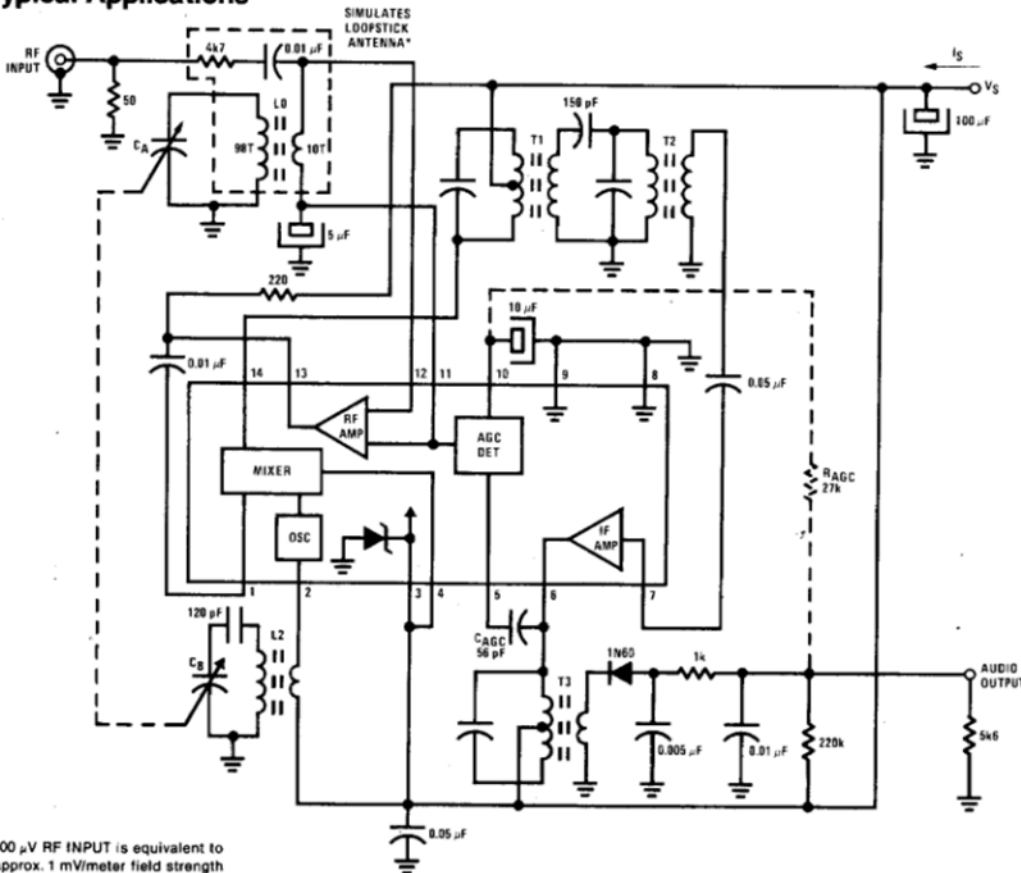 Typical Applications
SIMULATES
LOOPSTICK
ANTENNA*
RF
INPUT
4k7
0.01 µF
50
L0
98T
10T
CA
5 µF
220
0.01 µF
150 pF
T1
T2
IS
VS
100 µF
10 µF
0.05 µF
14
13
12
11
10
9
8
RF
AMP
AGC
DET
MIXER
OSC
IF
AMP
RAGC
27k
1
2
3
4
5
6
7
120 pF
L2
CB
CAGC
56 pF
T3
1N60
1k
AUDIO
OUTPUT
0.005 µF
0.01 µF
220k
5k6
0.05 µF
00 µV RF INPUT is equivalent to
approx. 1 mV/meter field strength